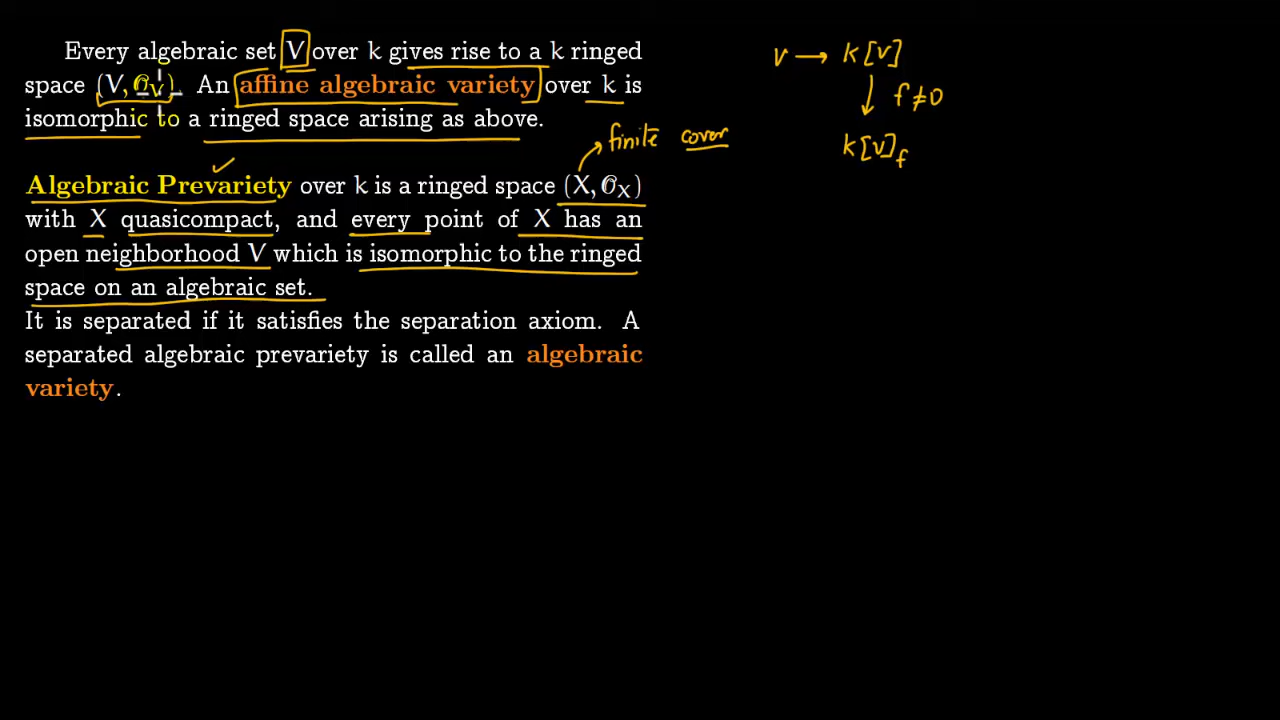 Every algebraic set V over k gives rise to a k ringed
space (V, 𝒪_V). An affine algebraic variety over k is
isomorphic to a ringed space arising as above.
finite cover
Algebraic Prevariety over k is a ringed space (X, 𝒪_X)
with X quasicompact, and every point of X has an
open neighborhood V which is isomorphic to the ringed
space on an algebraic set.
It is separated if it satisfies the separation axiom. A
separated algebraic prevariety is called an algebraic
variety.
V → k[V]
↓ f≠0
k[V]_f